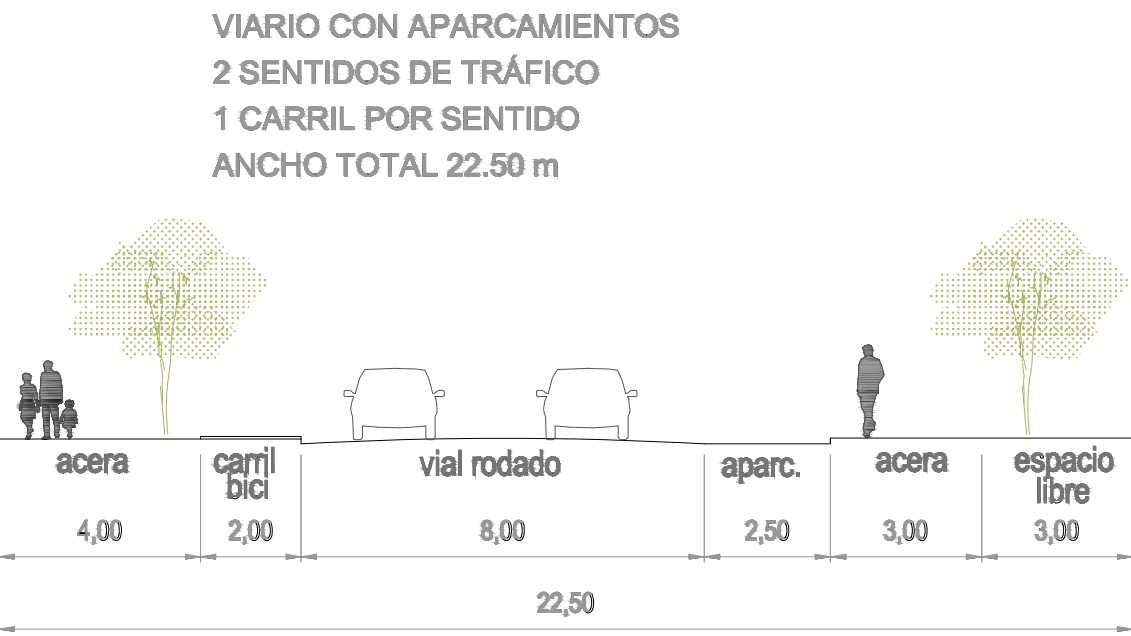 VIARIO CON APARCAMIENTOS
2 SENTIDOS DE TRÁFICO
1 CARRIL POR SENTIDO
ANCHO TOTAL 22.50 m
acera
carril
bici
vial rodado
aparc.
acera
espacio
libre
4,00
2,00
8,00
2,50
3,00
3,00
22,50